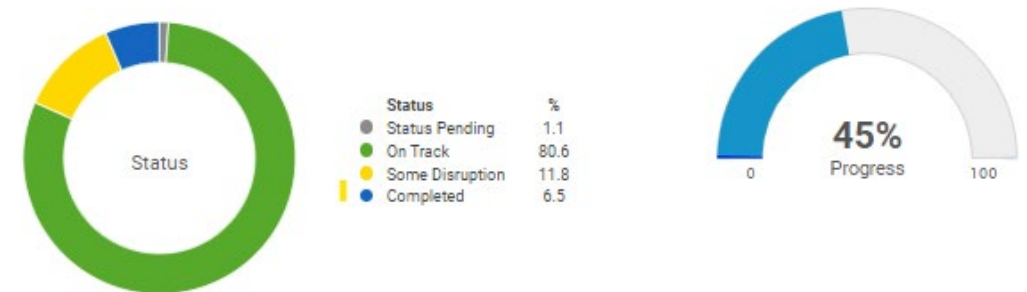 Status
Status %
Status Pending 1.1
On Track 80.6
Some Disruption 11.8
Completed 6.5
45%
Progress
0 100